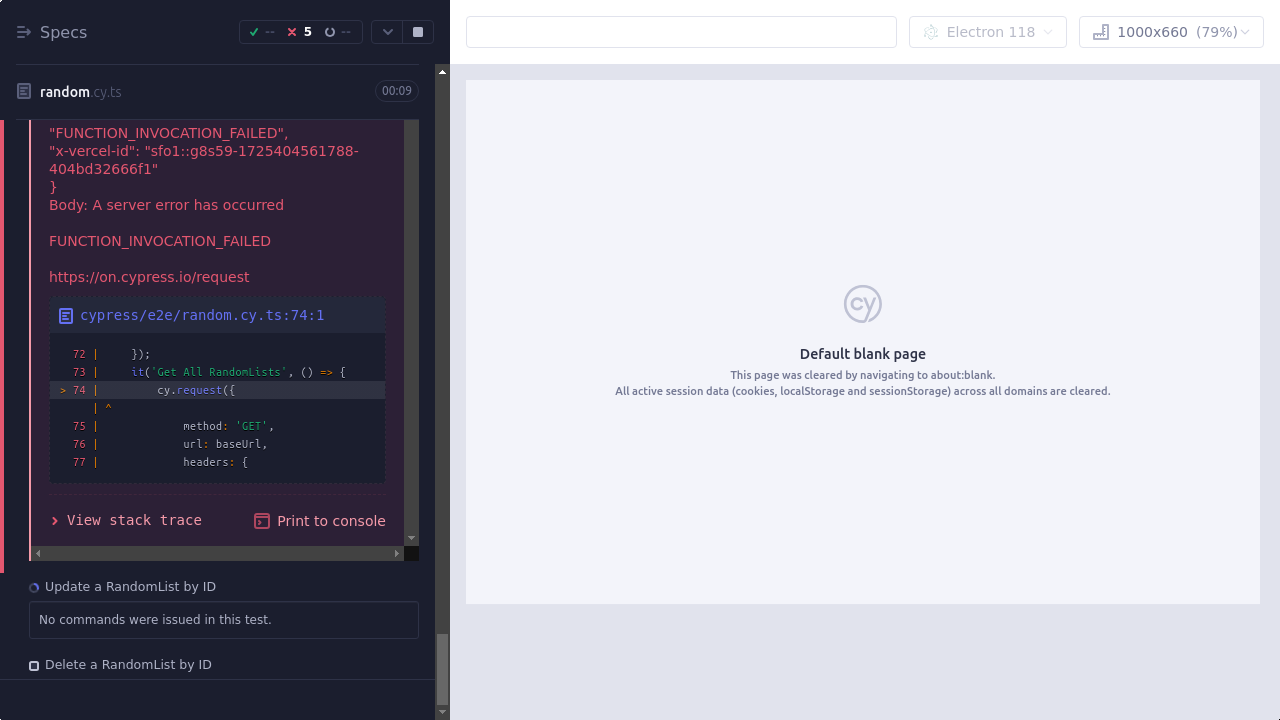 Specs
--
5
--
Electron 118
1000x660 (79%)
random.cy.ts
00:09
"FUNCTION_INVOCATION_FAILED",
"x-vercel-id": "sfo1::g8s59-1725404561788-
404bd32666f1"
}
Body: A server error has occurred
FUNCTION_INVOCATION_FAILED
https://on.cypress.io/request
cypress/e2e/random.cy.ts:74:1
72 | });
73 | it('Get All RandomLists', () => {
> 74 | cy.request({
| ^
75 | method: 'GET',
76 | url: baseUrl,
77 | headers: {
View stack trace
Print to console
Update a RandomList by ID
No commands were issued in this test.
Delete a RandomList by ID
cy
Default blank page
This page was cleared by navigating to about:blank.
All active session data (cookies, localStorage and sessionStorage) across all domains are cleared.